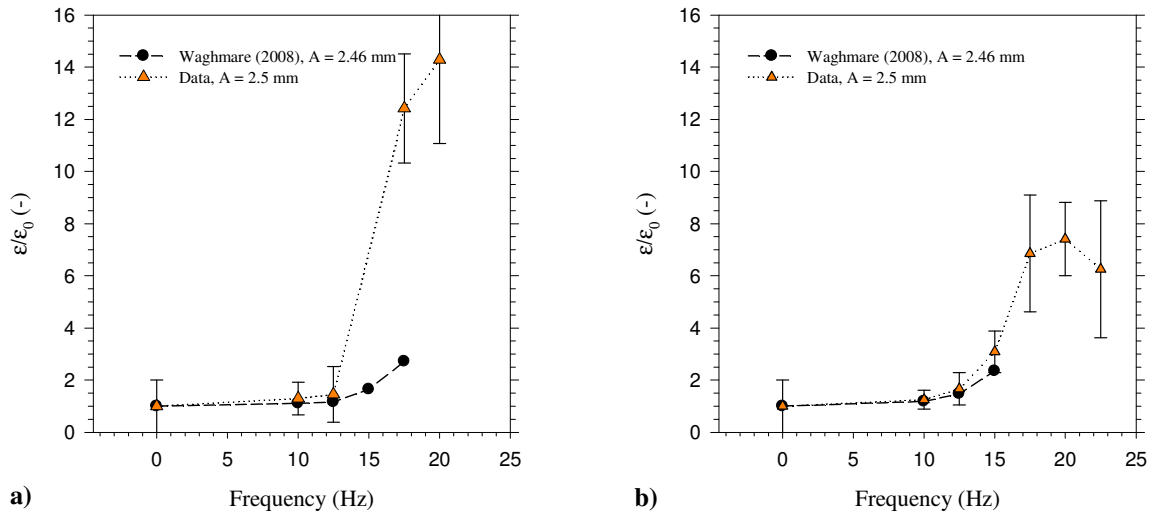 16
14
12
10
8
6
4
2
0
ε/ε0 (-)
Waghmare (2008), A = 2.46 mm
Data, A = 2.5 mm
0 5 10 15 20 25
Frequency (Hz)
a)
16
14
12
10
8
6
4
2
0
ε/ε0 (-)
Waghmare (2008), A = 2.46 mm
Data, A = 2.5 mm
0 5 10 15 20 25
Frequency (Hz)
b)